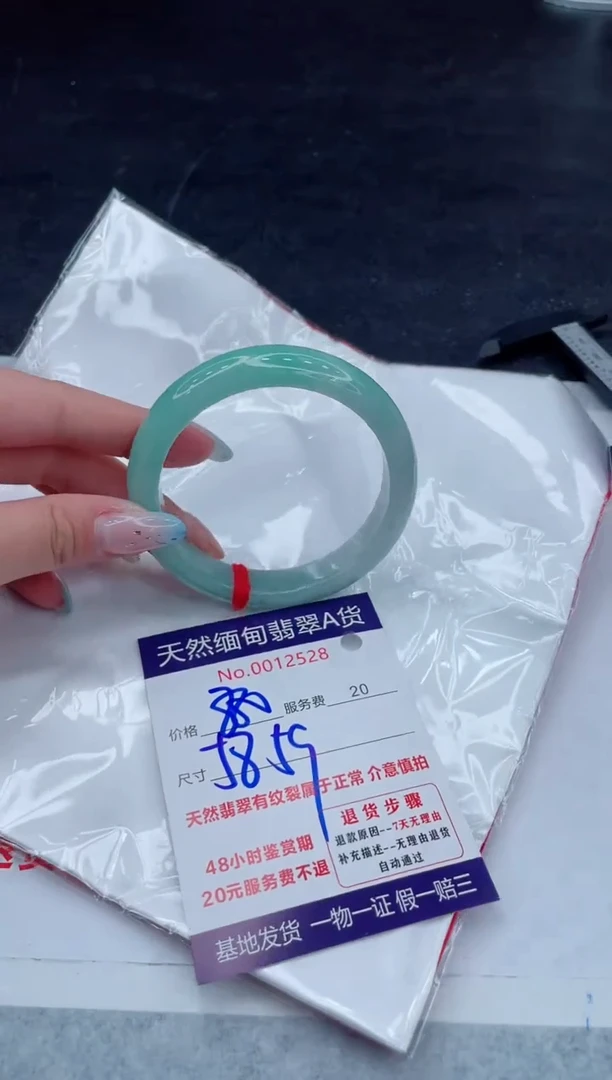 天然缅甸翡翠A货
No.0012528
价格 服务费 20
尺寸 58.59
天然翡翠有纹裂属于正常 介意慎拍
48小时鉴赏期
20元服务费不退
退货步骤
退款原因--7天无理由
补充描述--无理由退货
自动通过
基地发货 一物一证 假一赔三